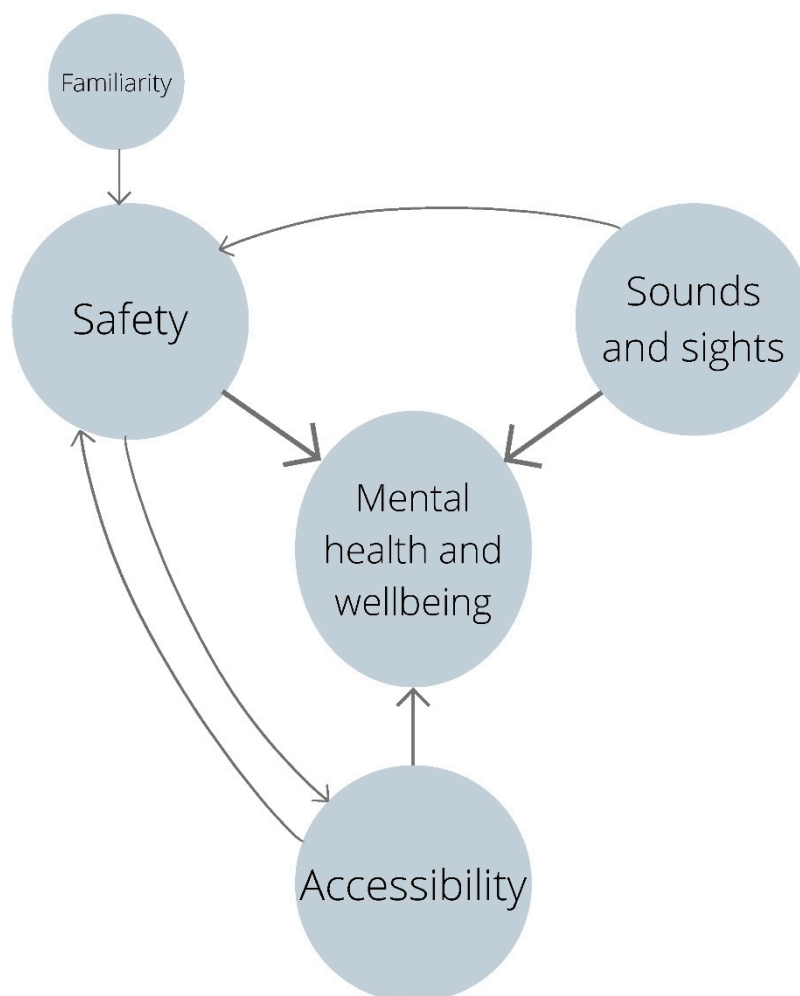 Familiarity
Safety
Sounds
and sights
Mental
health and
wellbeing
Accessibility